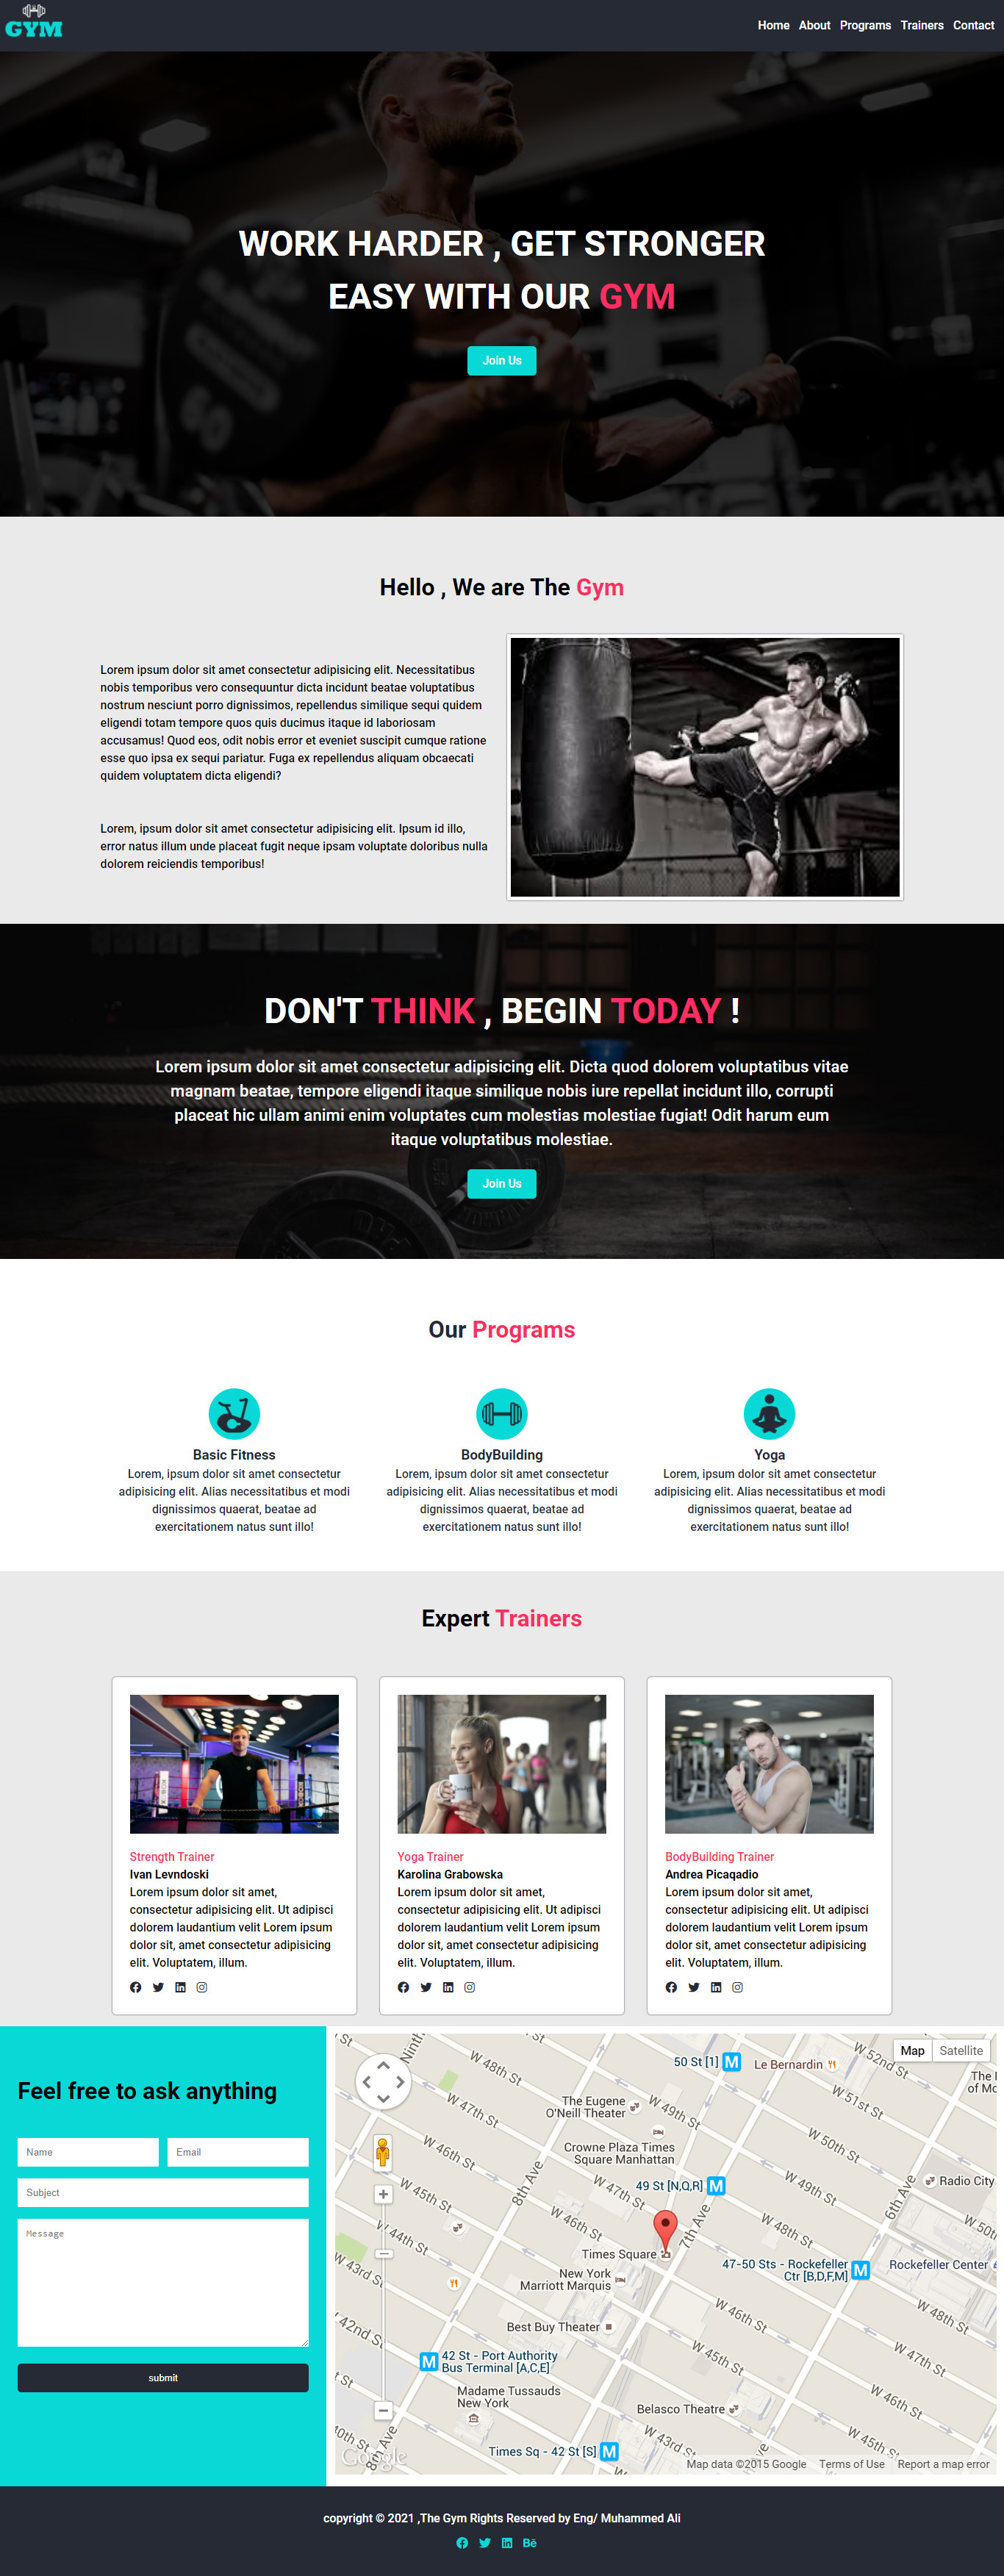 GYM
Home About Programs Trainers Contact
WORK HARDER , GET STRONGER
EASY WITH OUR GYM
Join Us
Hello , We are The Gym
Lorem ipsum dolor sit amet consectetur adipisicing elit. Necessitatibus
nobis temporibus vero consequuntur dicta incidunt beatae voluptatibus
nostrum nesciunt porro dignissimos, repellendus similique sequi quidem
eligendi totam tempore quos quis ducimus itaque id laboriosam
accusamus! Quod eos, odit nobis error et eveniet suscipit cumque ratione
esse quo ipsa ex sequi pariatur. Fuga ex repellendus aliquam obcaecati
quidem voluptatem dicta eligendi?
Lorem, ipsum dolor sit amet consectetur adipisicing elit. Ipsum id illo,
error natus illum unde placeat fugit neque ipsam voluptate doloribus nulla
dolorem reiciendis temporibus!
DON'T THINK , BEGIN TODAY !
Lorem ipsum dolor sit amet consectetur adipisicing elit. Dicta quod dolorem voluptatibus vitae
magnam beatae, tempore eligendi itaque similique nobis iure repellat incidunt illo, corrupti
placeat hic ullam animi enim voluptates cum molestias molestiae fugiat! Odit harum eum
itaque voluptatibus molestiae.
Join Us
Our Programs
Basic Fitness
Lorem, ipsum dolor sit amet consectetur
adipisicing elit. Alias necessitatibus et modi
dignissimos quaerat, beatae ad
exercitationem natus sunt illo!
BodyBuilding
Lorem, ipsum dolor sit amet consectetur
adipisicing elit. Alias necessitatibus et modi
dignissimos quaerat, beatae ad
exercitationem natus sunt illo!
Yoga
Lorem, ipsum dolor sit amet consectetur
adipisicing elit. Alias necessitatibus et modi
dignissimos quaerat, beatae ad
exercitationem natus sunt illo!
Expert Trainers
Strength Trainer
Ivan Levndoski
Lorem ipsum dolor sit amet,
consectetur adipisicing elit. Ut adipisci
dolorem laudantium velit Lorem ipsum
dolor sit, amet consectetur adipisicing
elit. Voluptatem, illum.
Yoga Trainer
Karolina Grabowska
Lorem ipsum dolor sit amet,
consectetur adipisicing elit. Ut adipisci
dolorem laudantium velit Lorem ipsum
dolor sit, amet consectetur adipisicing
elit. Voluptatem, illum.
BodyBuilding Trainer
Andrea Picaqadio
Lorem ipsum dolor sit amet,
consectetur adipisicing elit. Ut adipisci
dolorem laudantium velit Lorem ipsum
dolor sit, amet consectetur adipisicing
elit. Voluptatem, illum.
Feel free to ask anything
Name
Email
Subject
Message
submit
Map Satellite
50 St [1] M
Le Bernardin
W 52nd St
W 48th St
W 51st St
The Eugene
O'Neill Theater
W 49th St
W 47th St
W 50th St
Crowne Plaza Times
Square Manhattan
W 46th St
8th Ave
49 St [N,Q,R] M
W 47th St
W 49th St
6th Ave
Radio City
W 45th St
W 46th St
7th Ave
W 48th St
W 44th St
Times Square
47-50 Sts - Rockefeller
Ctr [B,D,F,M] M
Rockefeller Center
W 43rd St
New York
Marriott Marquis
W 46th St
W 48th St
Best Buy Theater
W 45th St
W 47th St
M 42 St - Port Authority
Bus Terminal [A,C,E]
Madame Tussauds
New York
W 46th St
Belasco Theatre
W 43rd St
W 45th St
8th Ave
Google
Times Sq - 42 St [S] M
Map data ©2015 Google Terms of Use Report a map error
copyright © 2021 ,The Gym Rights Reserved by Eng/ Muhammed Ali
Bē